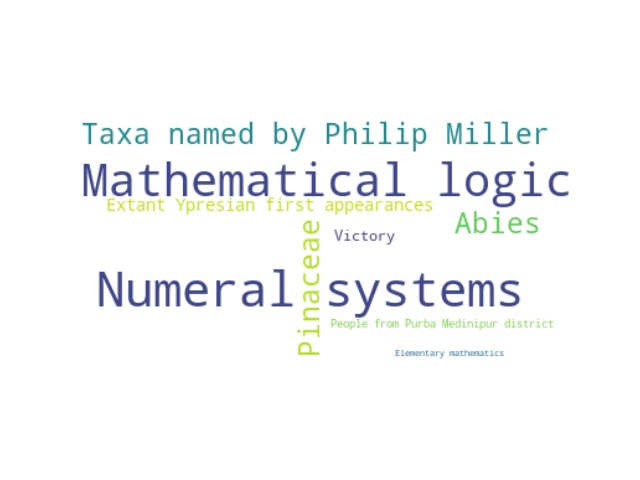 Taxa named by Philip Miller
Mathematical logic
Extant Ypresian first appearances
Abies
Pinaceae
Victory
Numeral systems
People from Purba Medinipur district
Elementary mathematics